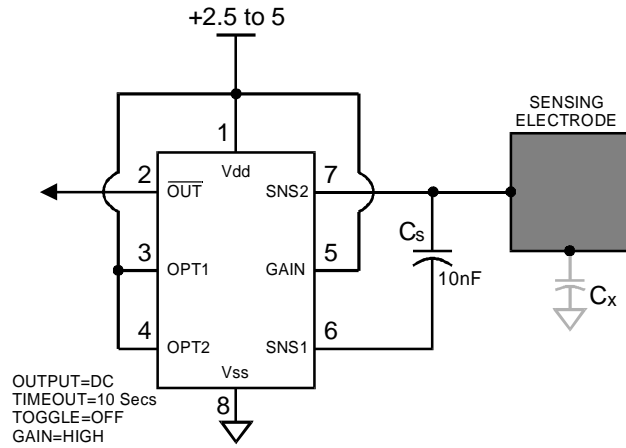 +2.5 to 5
SENSING
ELECTRODE
1
Vdd
2
OUT
SNS2
7
3
OPT1
GAIN
5
Cs
10nF
Cx
4
OPT2
SNS1
6
Vss
8
OUTPUT=DC
TIMEOUT=10 Secs
TOGGLE=OFF
GAIN=HIGH